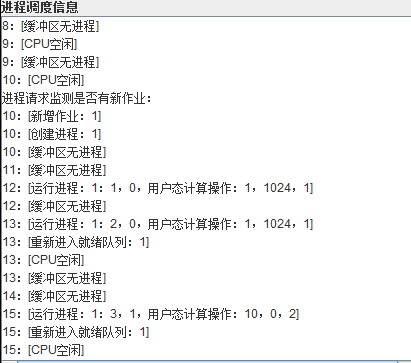 进程调度信息
8：[缓冲区无进程]
9：[CPU空闲]
9：[缓冲区无进程]
10：[CPU空闲]
进程请求监测是否有新作业：
10：[新增作业：1]
10：[创建进程：1]
10：[缓冲区无进程]
11：[缓冲区无进程]
12：[运行进程：1：1，0，用户态计算操作：1，1024，1]
12：[缓冲区无进程]
13：[运行进程：1：2，0，用户态计算操作：1，1024，1]
13：[重新进入就绪队列：1]
13：[CPU空闲]
13：[缓冲区无进程]
14：[缓冲区无进程]
15：[运行进程：1：3，1，用户态计算操作：10，0，2]
15：[重新进入就绪队列：1]
15：[CPU空闲]